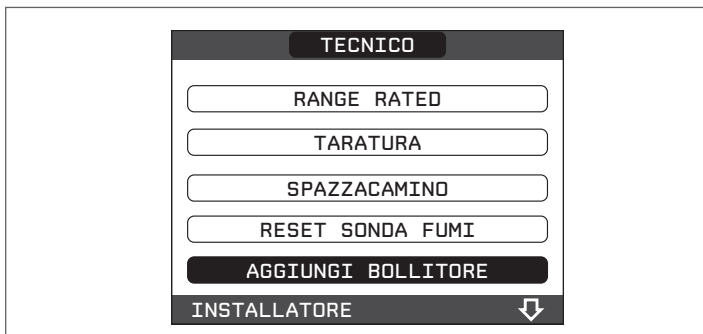 TECNICO
RANGE RATED
TARATURA
SPAZZACAMINO
RESET SONDA FUMI
AGGIUNGI BOLLITORE
INSTALLATORE